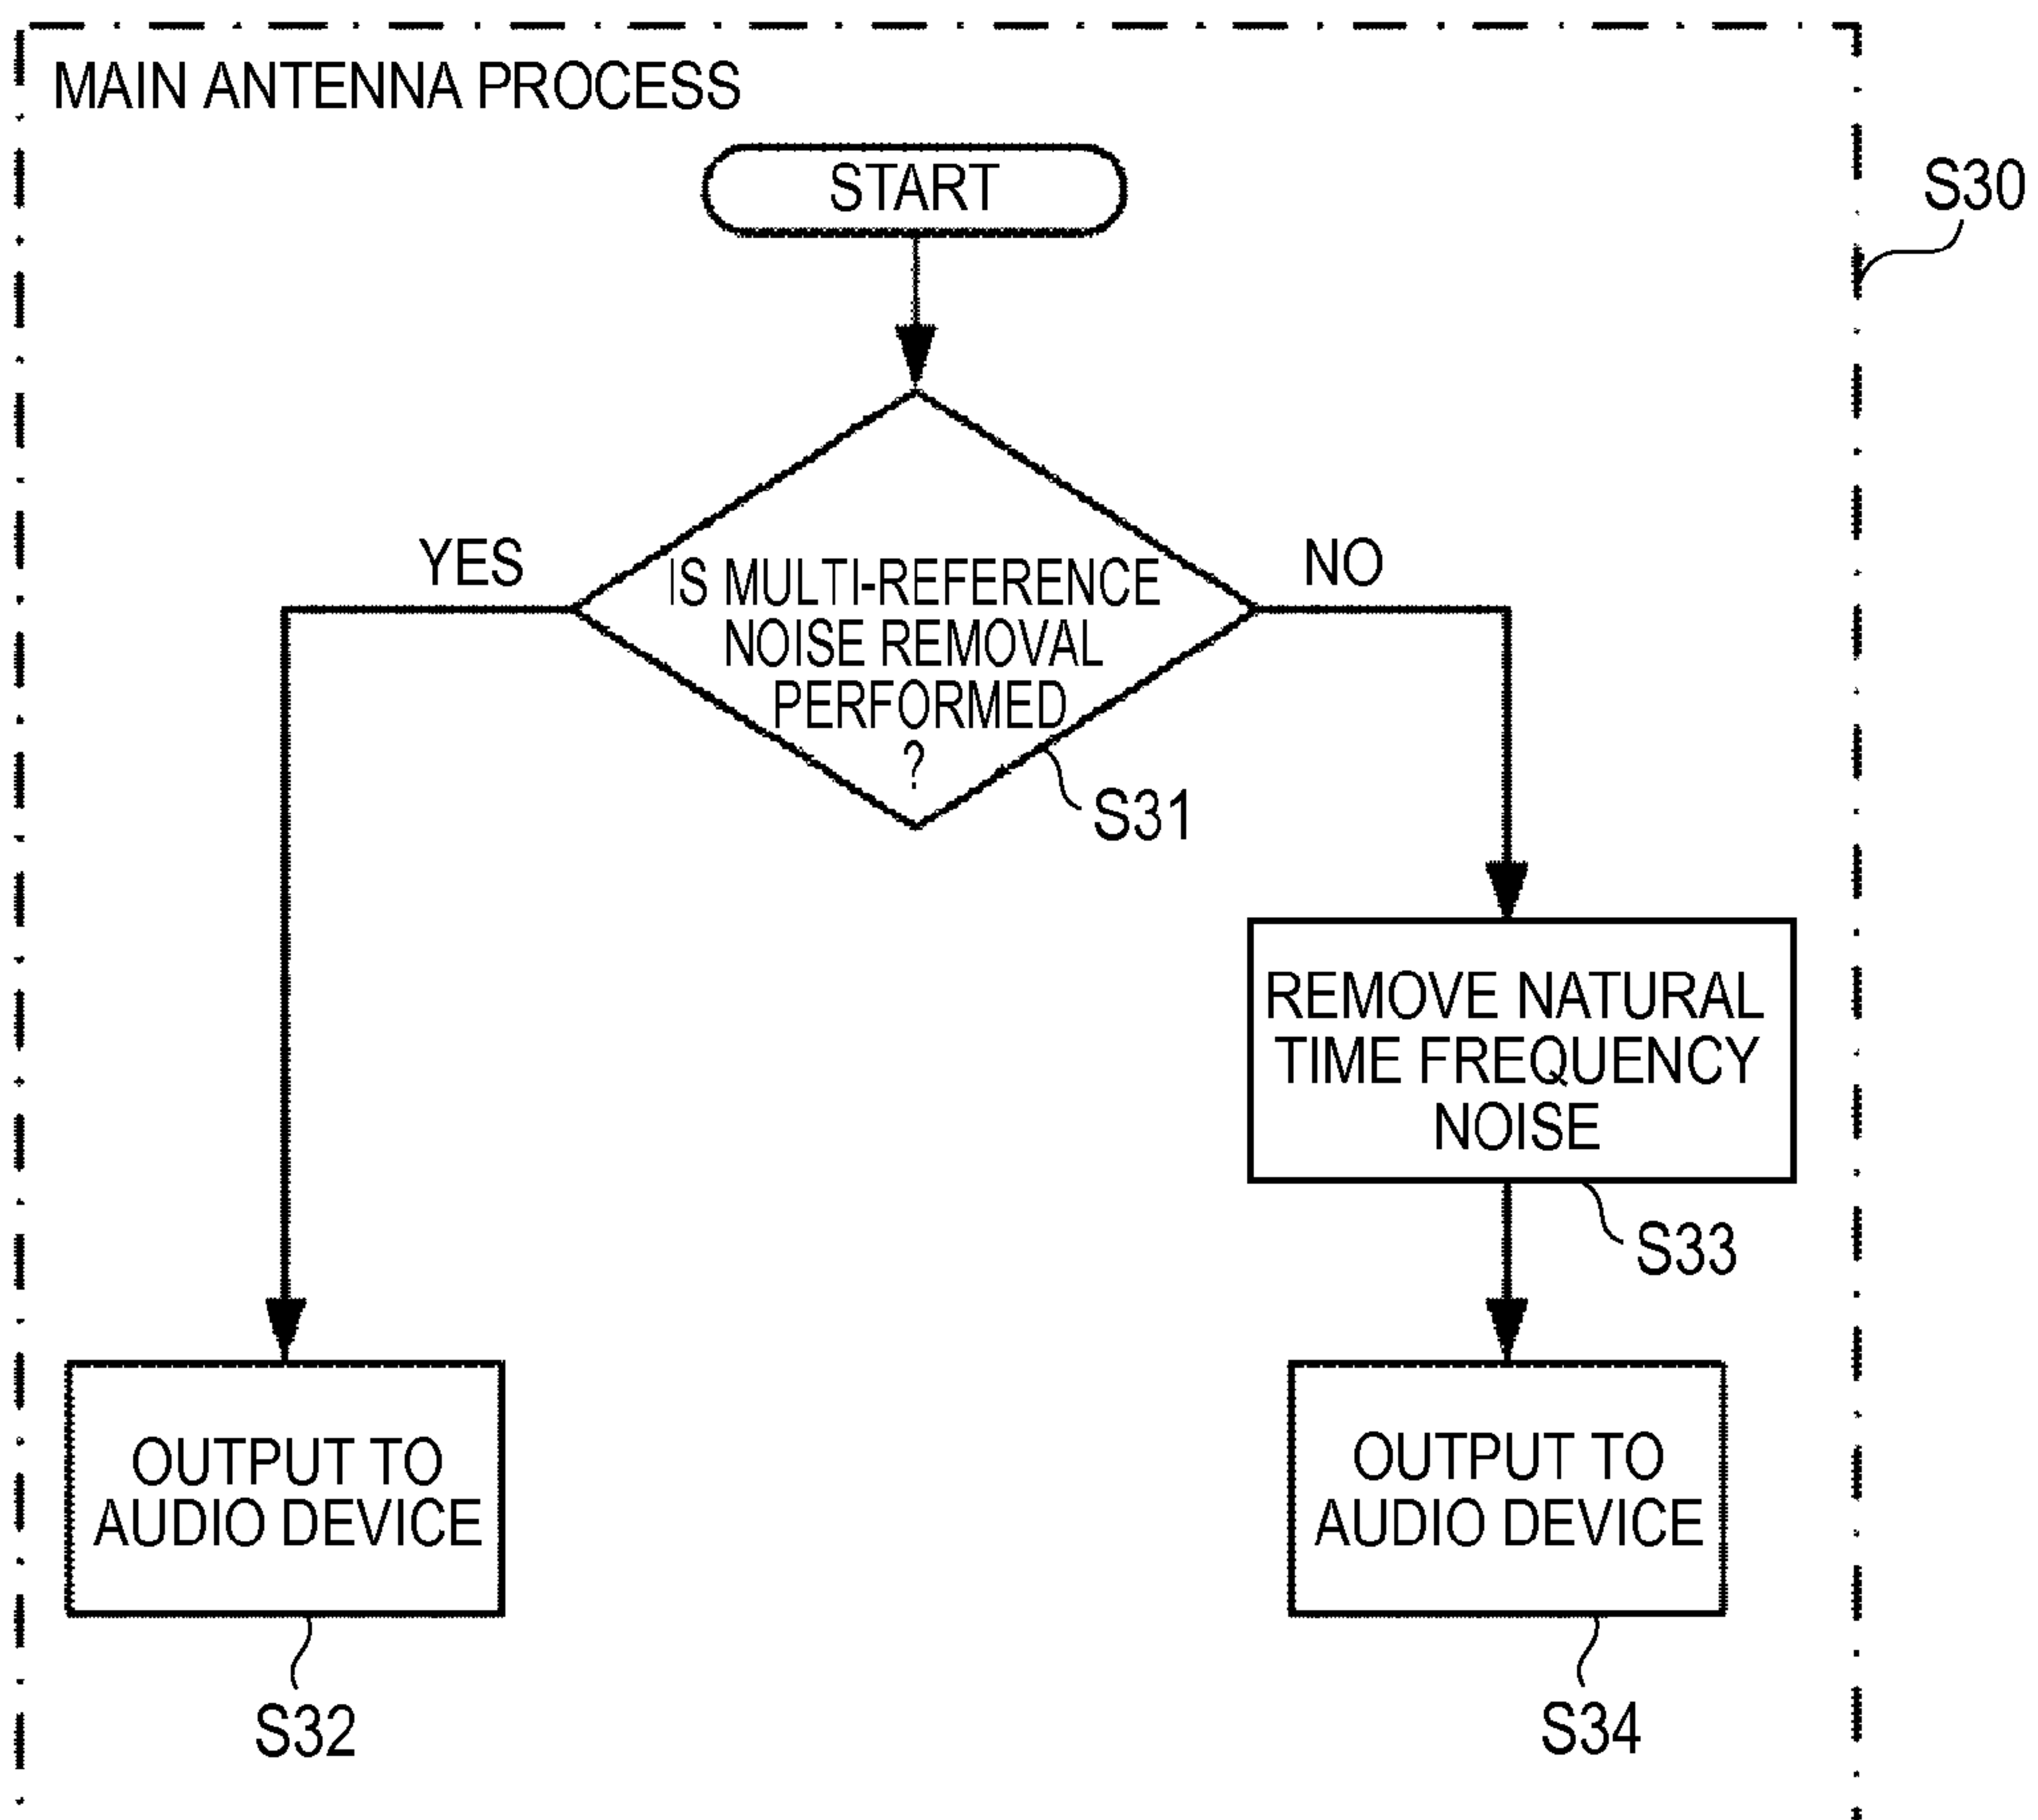 MAIN ANTENNA PROCESS
START
S30
YES
NO
IS MULTI-REFERENCE
NOISE REMOVAL
PERFORMED
?
S31
REMOVE NATURAL
TIME FREQUENCY
NOISE
S33
OUTPUT TO
AUDIO DEVICE
S32
OUTPUT TO
AUDIO DEVICE
S34